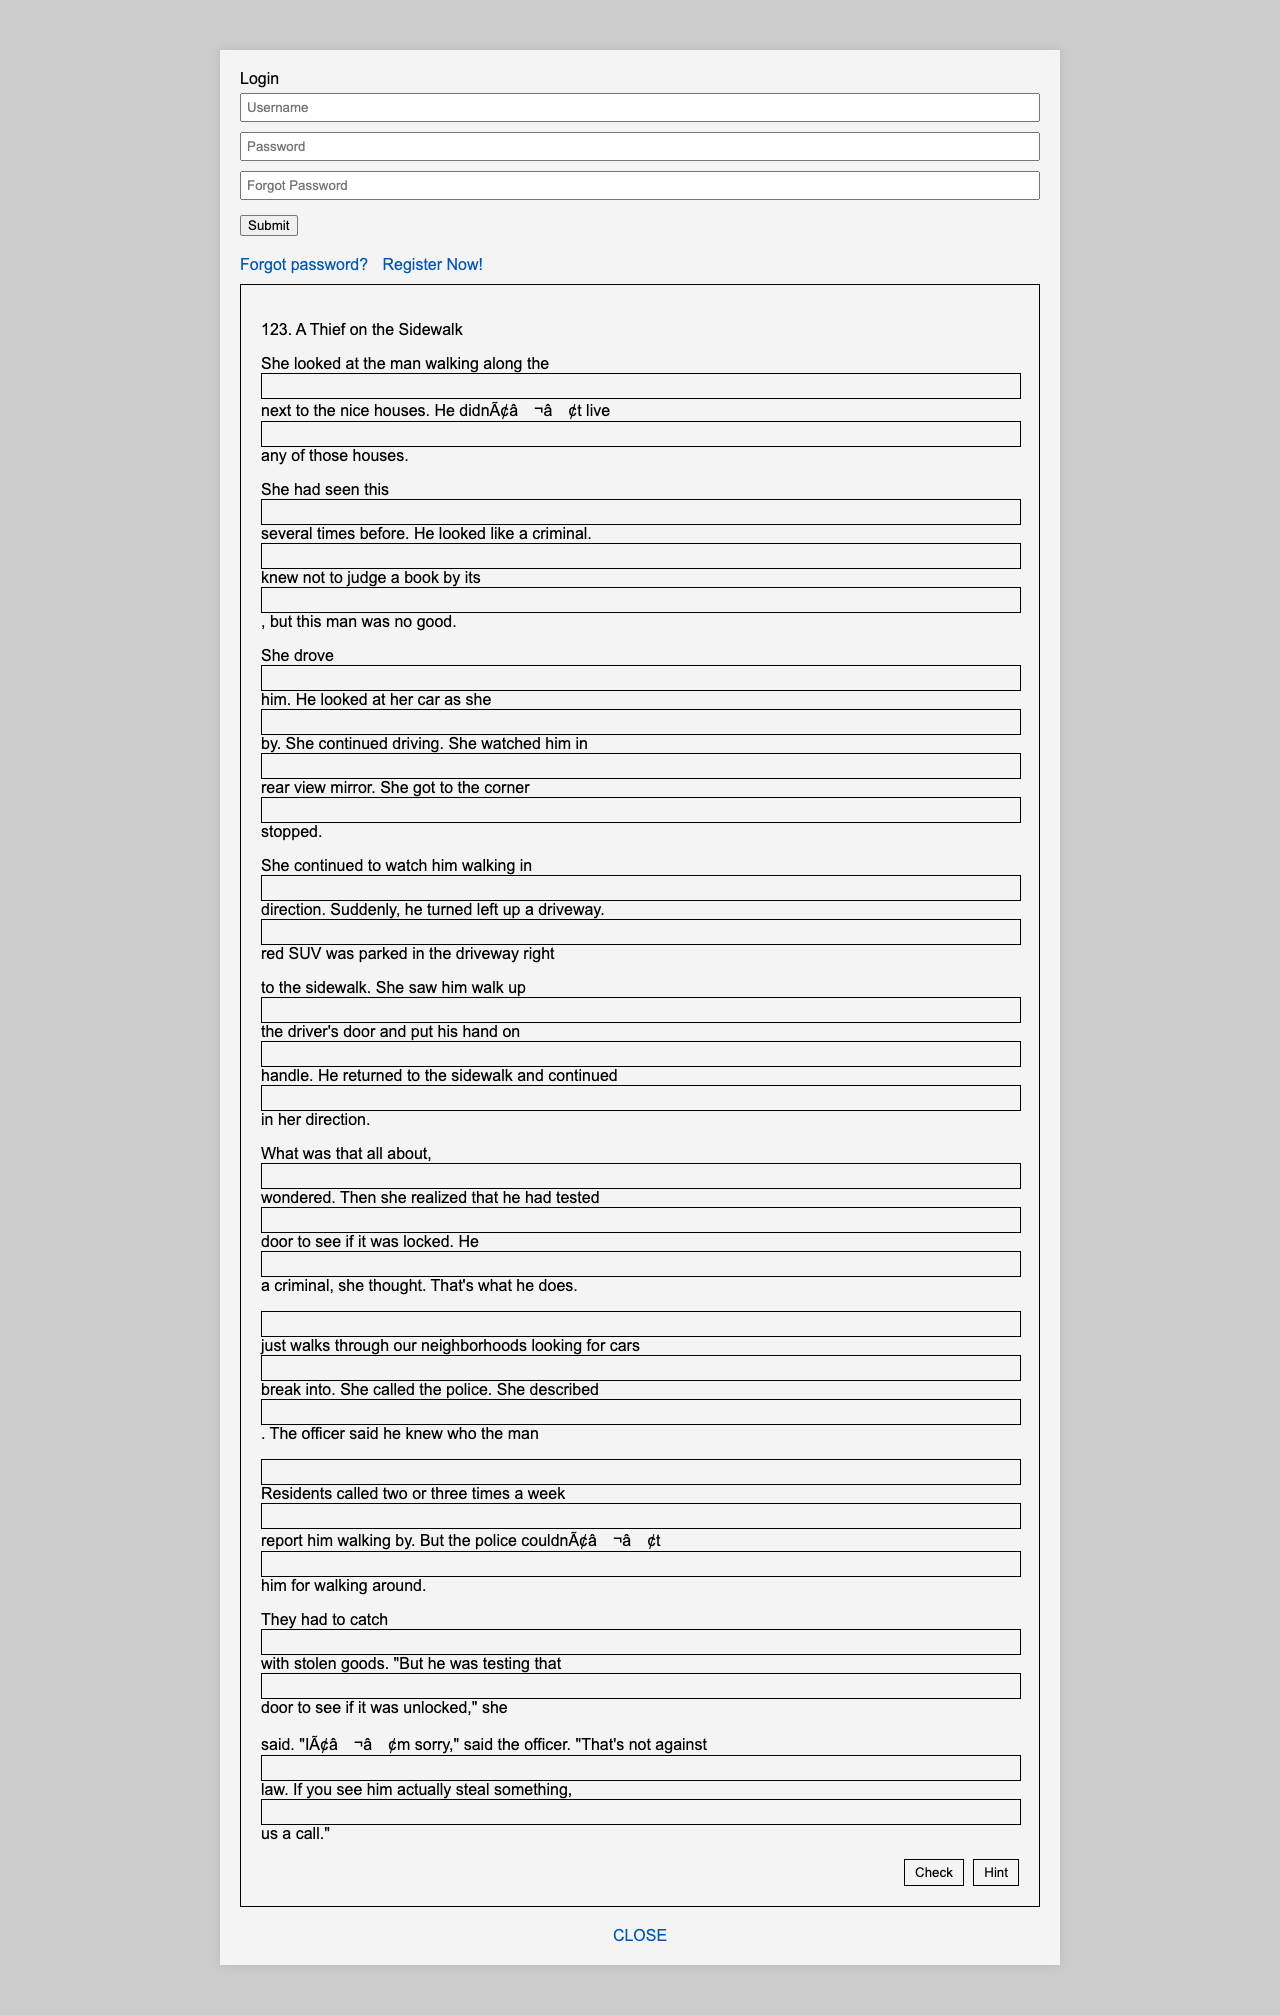 Login
Username
Password
Forgot Password
Submit
Forgot password? Register Now!
123. A Thief on the Sidewalk
She looked at the man walking along the
next to the nice houses. He didnÃ¢â ¬â ¢t live
any of those houses.
She had seen this
several times before. He looked like a criminal.
knew not to judge a book by its
, but this man was no good.
She drove
him. He looked at her car as she
by. She continued driving. She watched him in
rear view mirror. She got to the corner
stopped.
She continued to watch him walking in
direction. Suddenly, he turned left up a driveway.
red SUV was parked in the driveway right
to the sidewalk. She saw him walk up
the driver's door and put his hand on
handle. He returned to the sidewalk and continued
in her direction.
What was that all about,
wondered. Then she realized that he had tested
door to see if it was locked. He
a criminal, she thought. That's what he does.
just walks through our neighborhoods looking for cars
break into. She called the police. She described
. The officer said he knew who the man
Residents called two or three times a week
report him walking by. But the police couldnÃ¢â ¬â ¢t
him for walking around.
They had to catch
with stolen goods. "But he was testing that
door to see if it was unlocked," she
said. "IÃ¢â ¬â ¢m sorry," said the officer. "That's not against
law. If you see him actually steal something,
us a call."
Check Hint
CLOSE